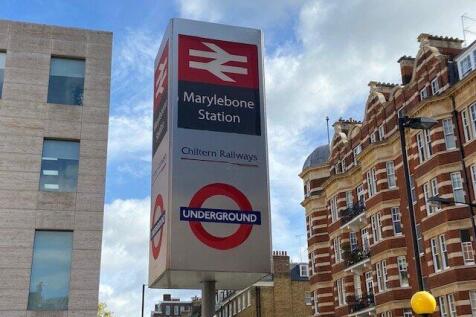 Marylebone
Station
Chiltern Railways
UNDERGROUND